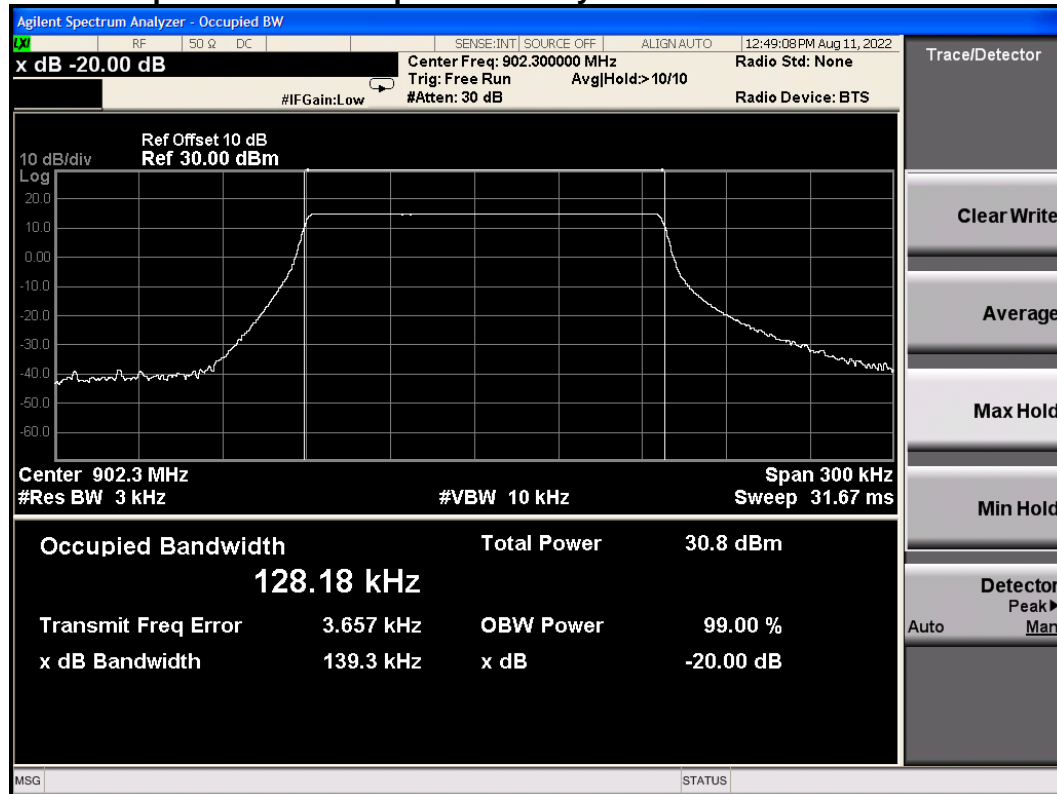 Agilent Spectrum Analyzer - Occupied BW
LXI RF 50 Ω DC SENSE:INT SOURCE OFF ALIGN AUTO 12:49:08 PM Aug 11, 2022
x dB -20.00 dB
Center Freq: 902.300000 MHz
Radio Std: None
Trig: Free Run Avg|Hold:> 10/10
#IFGain:Low
#Atten: 30 dB
Radio Device: BTS
Ref Offset 10 dB
10 dB/div Ref 30.00 dBm
Log
20.0
10.0
0.00
-10.0
-20.0
-30.0
-40.0
-50.0
-60.0
Center 902.3 MHz Span 300 kHz
#Res BW 3 kHz #VBW 10 kHz Sweep 31.67 ms
Occupied Bandwidth Total Power 30.8 dBm
128.18 kHz
Transmit Freq Error 3.657 kHz OBW Power 99.00 %
x dB Bandwidth 139.3 kHz x dB -20.00 dB
Trace/Detector
Clear Write
Average
Max Hold
Min Hold
Detector
Peak▶
Auto Man
MSG STATUS